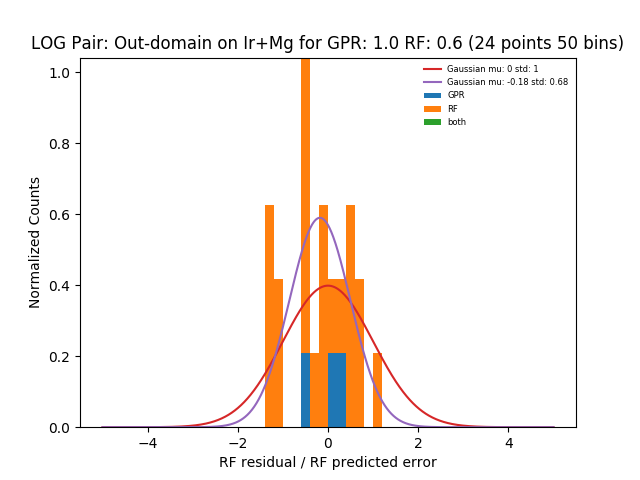 LOG Pair: Out-domain on Ir+Mg for GPR: 1.0 RF: 0.6 (24 points 50 bins)
Gaussian mu: 0 std: 1
Gaussian mu: -0.18 std: 0.68
GPR
RF
both
Normalized Counts
1.0
0.8
0.6
0.4
0.2
0.0
−4 −2 0 2 4
RF residual / RF predicted error